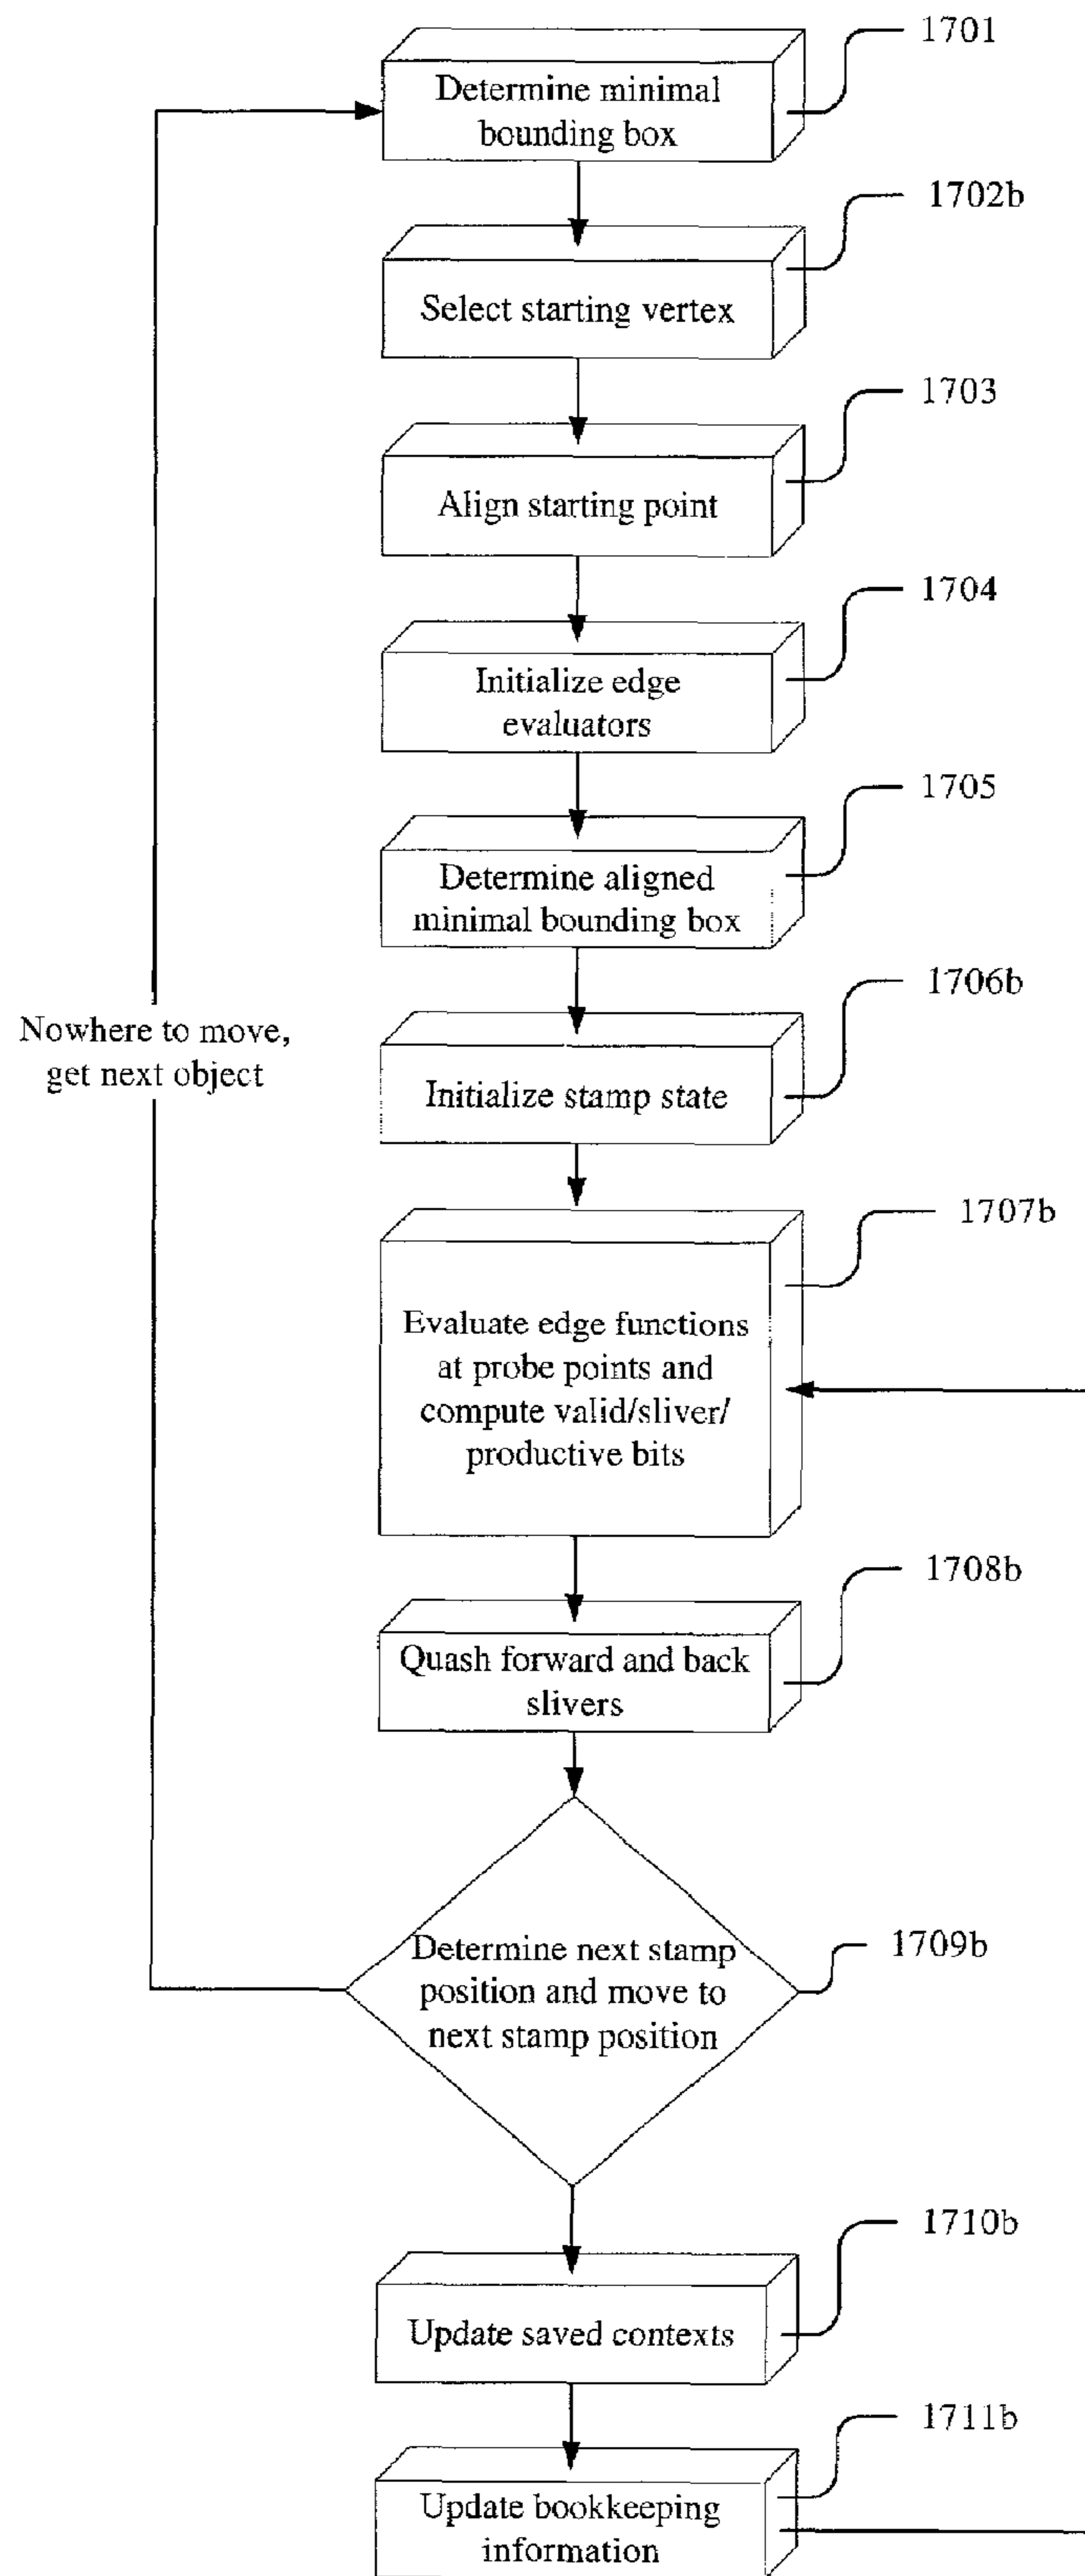 1701
Determine minimal
bounding box
1702b
Select starting vertex
1703
Align starting point
1704
Initialize edge
evaluators
1705
Determine aligned
minimal bounding box
1706b
Nowhere to move,
get next object
Initialize stamp state
1707b
Evaluate edge functions
at probe points and
compute valid/sliver/
productive bits
1708b
Quash forward and back
slivers
1709b
Determine next stamp
position and move to
next stamp position
1710b
Update saved contexts
1711b
Update bookkeeping
information